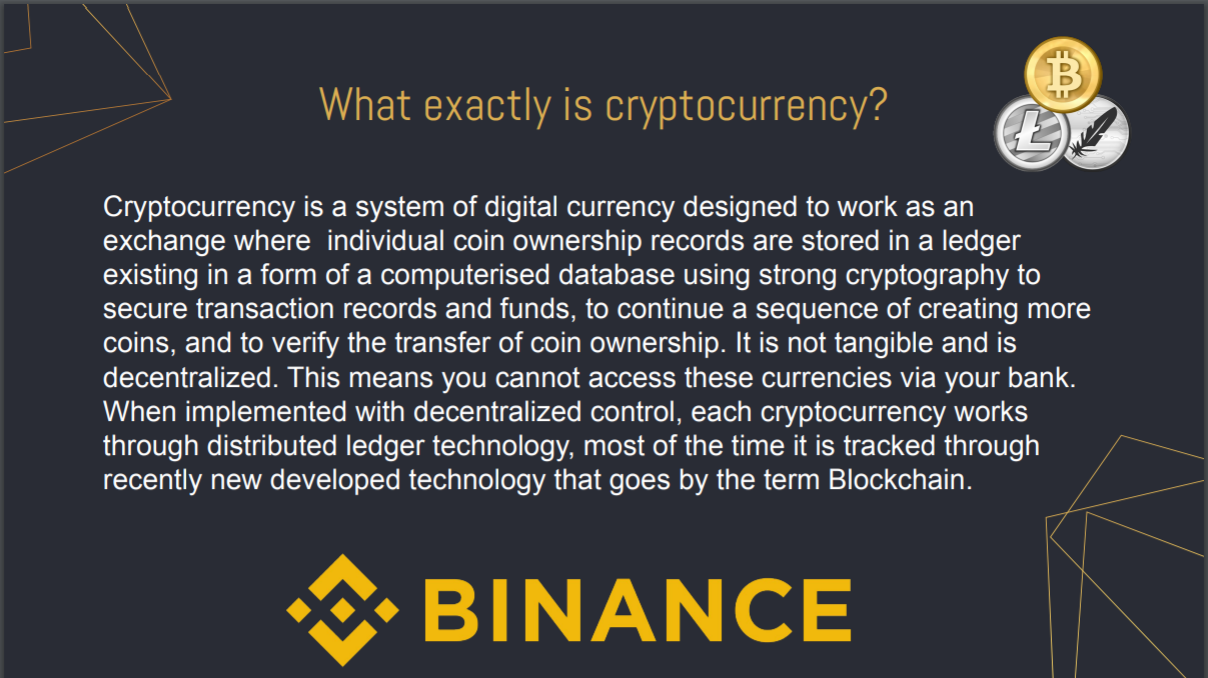 What exactly is cryptocurrency?
Cryptocurrency is a system of digital currency designed to work as an
exchange where  individual coin ownership records are stored in a ledger
existing in a form of a computerised database using strong cryptography to
secure transaction records and funds, to continue a sequence of creating more
coins, and to verify the transfer of coin ownership. It is not tangible and is
decentralized. This means you cannot access these currencies via your bank.
When implemented with decentralized control, each cryptocurrency works
through distributed ledger technology, most of the time it is tracked through
recently new developed technology that goes by the term Blockchain.
BINANCE